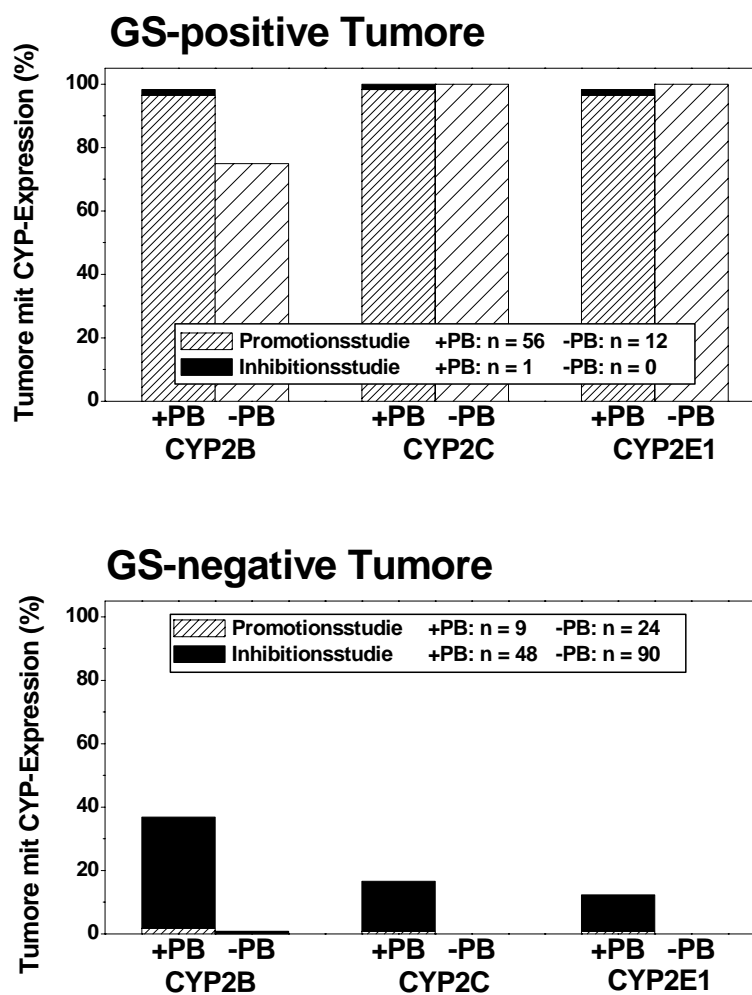 GS-positive Tumore
Tumore mit CYP-Expression (%)
100
80
60
40
20
0
Promotionsstudie +PB: n = 56 -PB: n = 12
Inhibitionsstudie +PB: n = 1 -PB: n = 0
+PB -PB +PB -PB +PB -PB
CYP2B CYP2C CYP2E1
GS-negative Tumore
Tumore mit CYP-Expression (%)
100
80
60
40
20
0
Promotionsstudie +PB: n = 9 -PB: n = 24
Inhibitionsstudie +PB: n = 48 -PB: n = 90
+PB -PB +PB -PB +PB -PB
CYP2B CYP2C CYP2E1